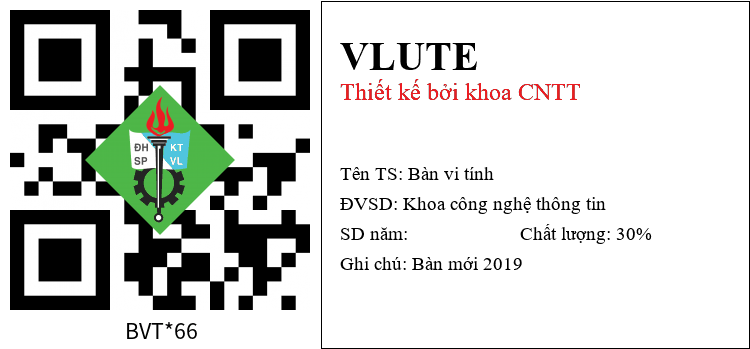 ĐH KT
SP VL
BVT*66
VLUTE
Thiết kế bởi khoa CNTT
Tên TS: Bàn vi tính
ĐVSD: Khoa công nghệ thông tin
SD năm: Chất lượng: 30%
Ghi chú: Bàn mới 2019